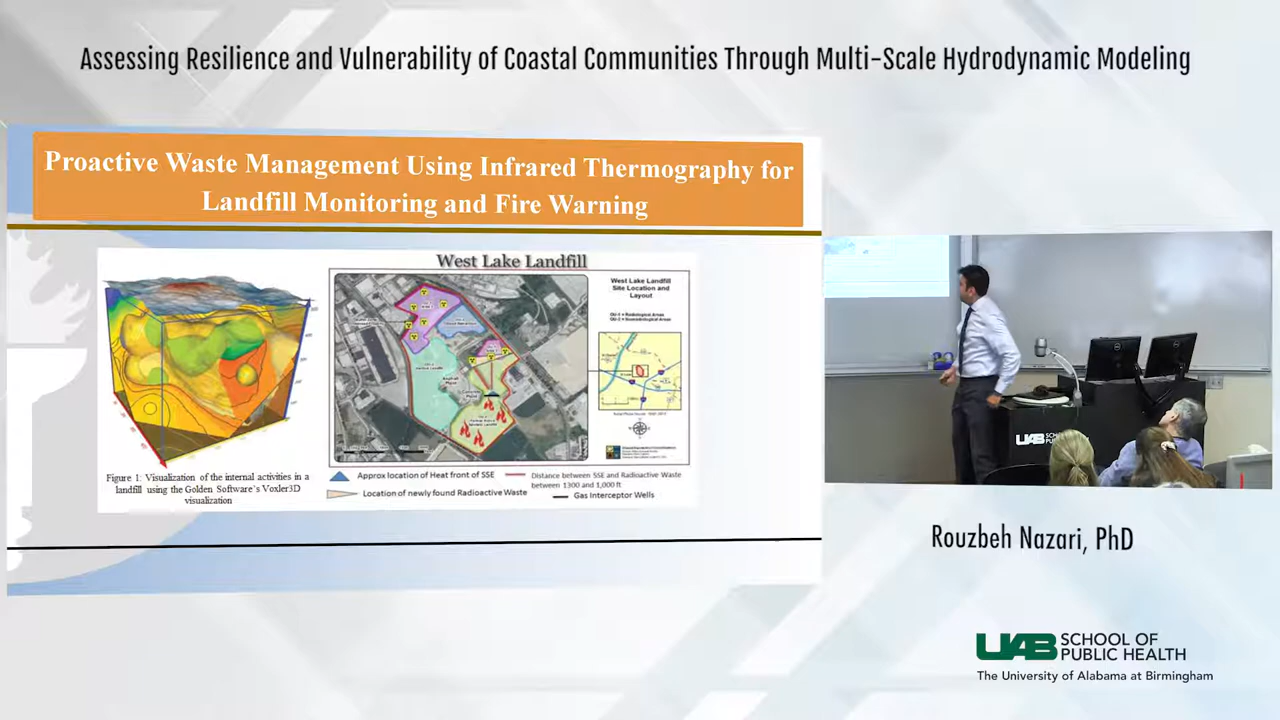 Assessing Resilience and Vulnerability of Coastal Communities Through Multi-Scale Hydrodynamic Modeling
Proactive Waste Management Using Infrared Thermography for
Landfill Monitoring and Fire Warning
West Lake Landfill
West Lake Landfill
Site Location and
Layout
Figure 1: Visualization of the internal activities in a
landfill using the Golden Software's Voxler3D
visualization
Approx location of Heat front of SSE
Distance between SSE and Radioactive Waste
between 1300 and 1,000 ft
Location of newly found Radioactive Waste
Gas Interceptor Wells
UAB SCHOOL OF
Rouzbeh Nazari, PhD
UAB SCHOOL OF
PUBLIC HEALTH
The University of Alabama at Birmingham